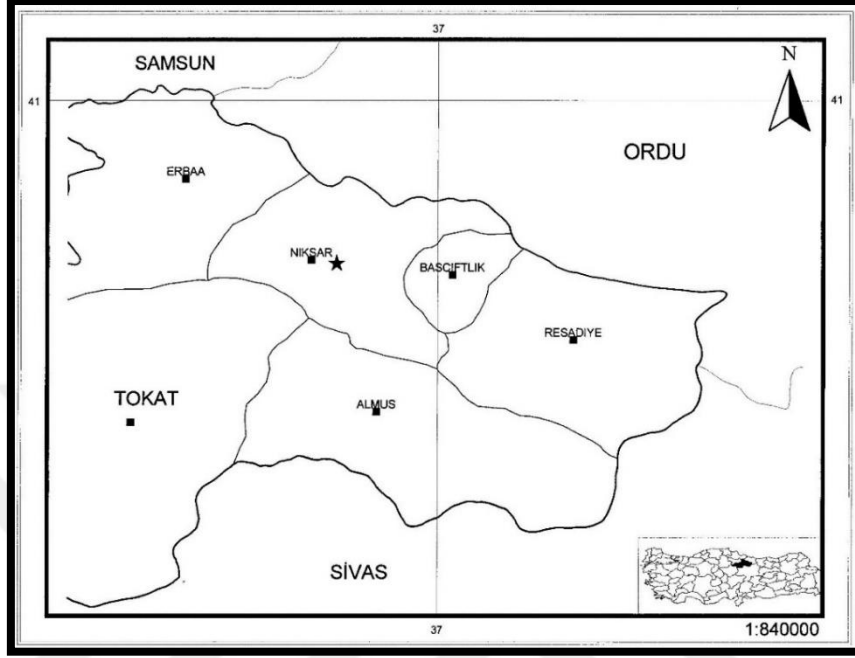 37
SAMSUN
N
41
41
ORDU
ERBAA
NIKSAR
BASCIFTLIK
RESADIYE
TOKAT
ALMUS
SİVAS
37
1:840000